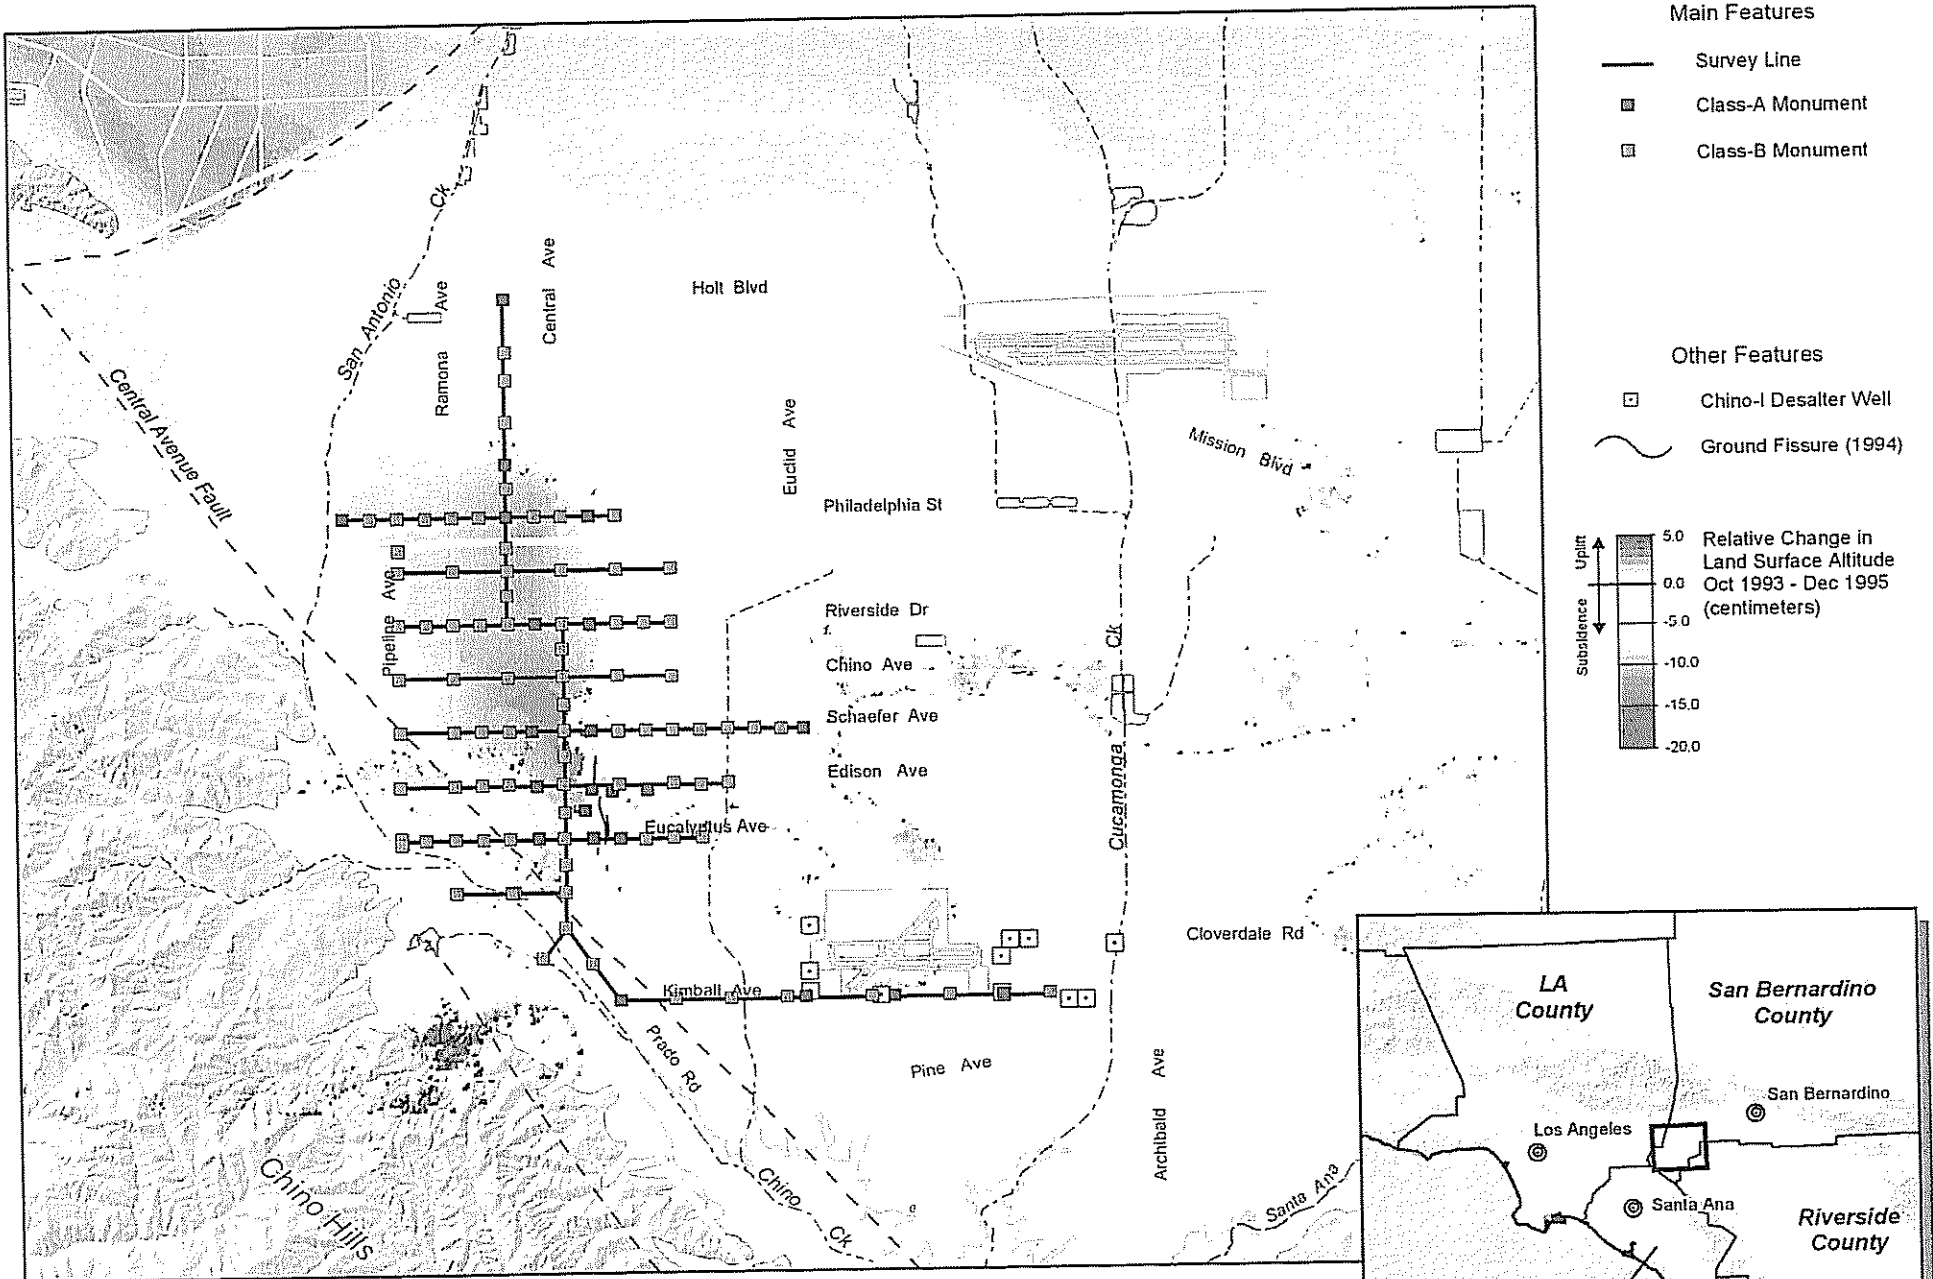 Main Features
Survey Line
Class-A Monument
Class-B Monument
Other Features
Chino-I Desalter Well
Ground Fissure (1994)
Uplift
Subsidence
5.0
0.0
-5.0
-10.0
-15.0
-20.0
Relative Change in
Land Surface Altitude
Oct 1993 - Dec 1995
(centimeters)
San Antonio
Ck
Ramona Ave
Central Ave
Holt Blvd
Euclid Ave
Central Avenue Fault
Mission Blvd
Philadelphia St
Pipeline Ave
Riverside Dr
Chino Ave
Schaefer Ave
Edison Ave
Eucalyptus Ave
Cucamonga Ck
Cloverdale Rd
Kimball Ave
Prado Rd
Pine Ave
Archibald Ave
Chino Hills
Chino Ck
Santa Ana
LA
County
San Bernardino
County
San Bernardino
Los Angeles
Santa Ana
Riverside
County